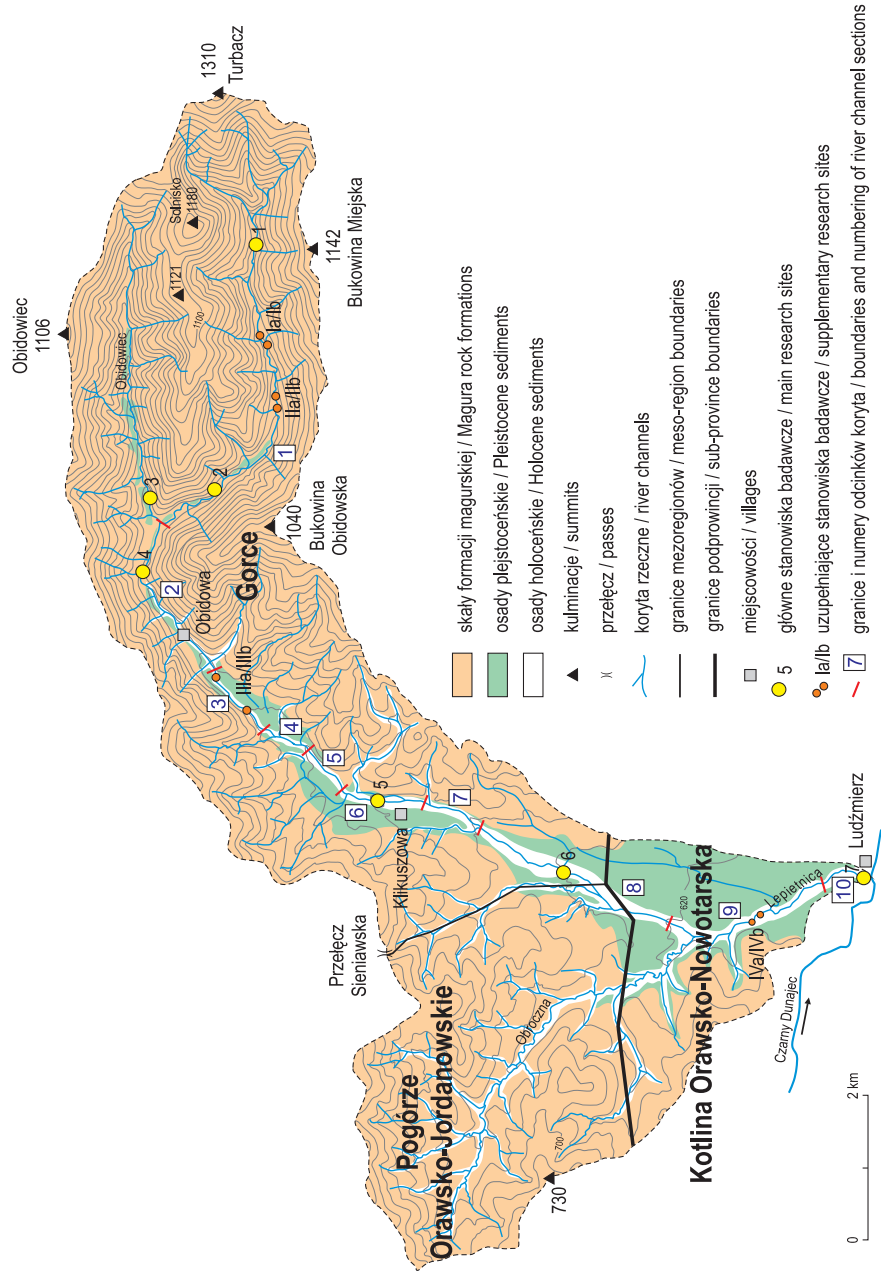 Obidowiec
1106
1310
Turbacz
Solnisko
1180
1121
1100
Obidowiec
1
1142
Bukowina Miejska
Ia/Ib
IIa/IIb
1
2
3
1040
Bukowina
Obidowska
4
2
Gorce
Obidowa
IIIa/IIIb
3
4
5
6
5
7
Klikuszowa
6
Przełęcz
Sieniawska
Pogórze
Orawsko-Jordanowskie
Obroczna
8
620
9
Kotlina Orawsko-Nowotarska
IVa/IVb
Lepietnica
10
7
Ludźmierz
Czarny Dunajec
700
730
0
2 km
skały formacji magurskiej / Magura rock formations
osady plejstoceńskie / Pleistocene sediments
osady holoceńskie / Holocene sediments
kulminacje / summits
przełęcz / passes
koryta rzeczne / river channels
granice mezoregionów / meso-region boundaries
granice podprowincji / sub-province boundaries
miejscowości / villages
5 główne stanowiska badawcze / main research sites
Ia/Ib uzupełniające stanowiska badawcze / supplementary research sites
7 granice i numery odcinków koryta / boundaries and numbering of river channel sections